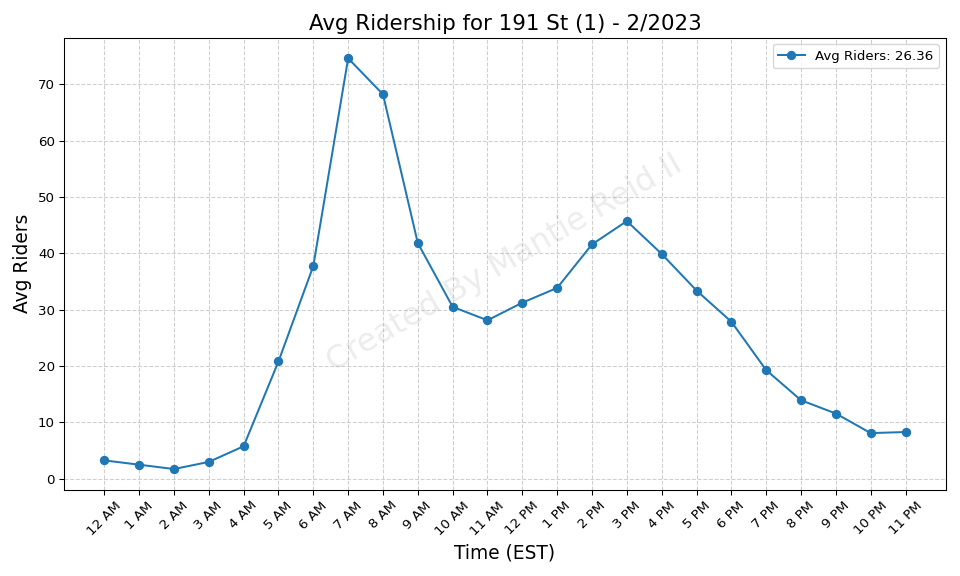 Avg Ridership for 191 St (1) - 2/2023
Avg Riders: 26.36
Avg Riders
70
60
50
40
30
20
10
0
Created By Mantie Reid II
12 AM
1 AM
2 AM
3 AM
4 AM
5 AM
6 AM
7 AM
8 AM
9 AM
10 AM
11 AM
12 PM
1 PM
2 PM
3 PM
4 PM
5 PM
6 PM
7 PM
8 PM
9 PM
10 PM
11 PM
Time (EST)